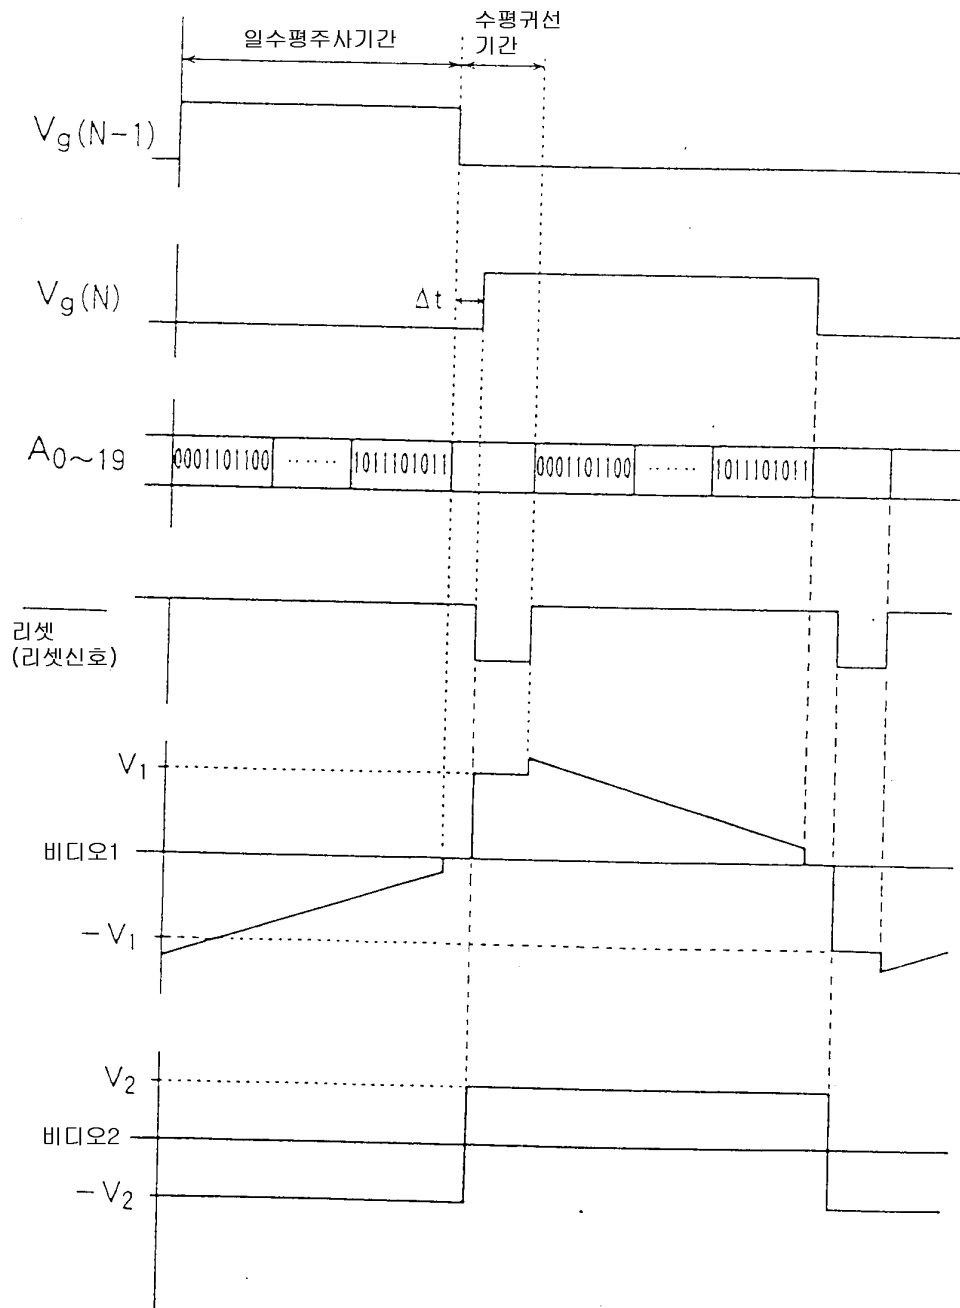 일수평주사기간
수평귀선
기간
Vg(N-1)
Vg(N)
Δt
A0~19
0001101100
······
1011101011
0001101100
······
1011101011
리셋
(리셋신호)
V1
비디오1
-V1
V2
비디오2
-V2